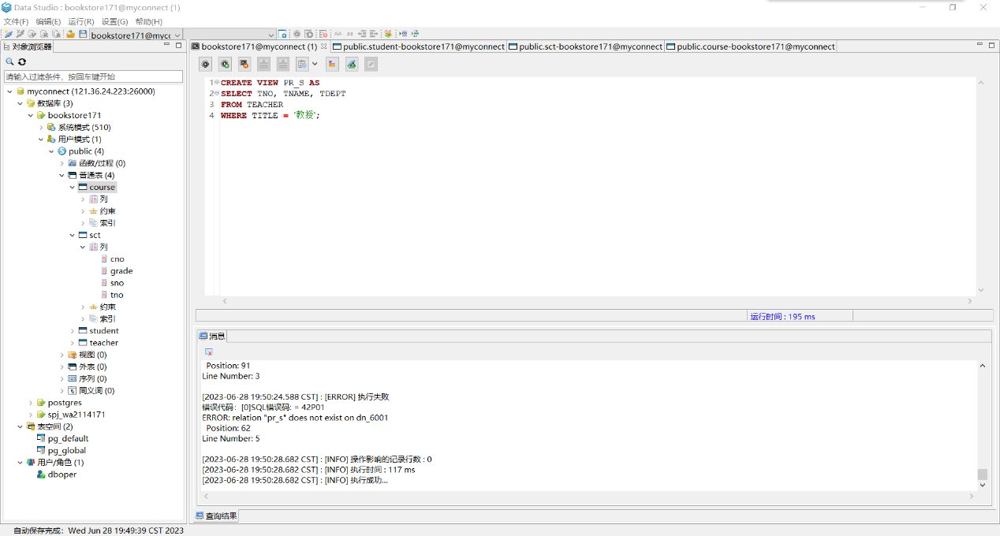 Data Studio : bookstore171@myconnect (1)
文件(F) 编辑(E) 运行(R) 设置(G) 帮助(H)
bookstore171@mycc
对象浏览器
请输入过滤条件，按回车键开始
myconnect (121.36.24.223:26000)
数据库 (3)
bookstore171
系统模式 (510)
用户模式 (1)
public (4)
函数/过程 (0)
普通表 (4)
course
列
约束
索引
sct
列
cno
grade
sno
tno
约束
索引
student
teacher
视图 (0)
外表 (0)
序列 (0)
同义词 (0)
postgres
spj_wa2114171
表空间 (2)
pg_default
pg_global
用户/角色 (1)
dboper
bookstore171@myconnect (1) public.student-bookstore171@myconnect public.sct-bookstore171@myconnect public.course-bookstore171@myconnect
1 CREATE VIEW PR_S AS
2 SELECT TNO, TNAME, TDEPT
3 FROM TEACHER
4 WHERE TITLE = '教授';
运行时间 : 195 ms
消息
Position: 91
Line Number: 3
[2023-06-28 19:50:24.588 CST] : [ERROR] 执行失败
错误代码：[0]SQL错误码: = 42P01
ERROR: relation "pr_s" does not exist on dn_6001
Position: 62
Line Number: 5
[2023-06-28 19:50:28.682 CST] : [INFO] 操作影响的记录行数 : 0
[2023-06-28 19:50:28.682 CST] : [INFO] 执行时间 : 117 ms
[2023-06-28 19:50:28.682 CST] : [INFO] 执行成功...
查询结果
自动保存完成：Wed Jun 28 19:49:39 CST 2023